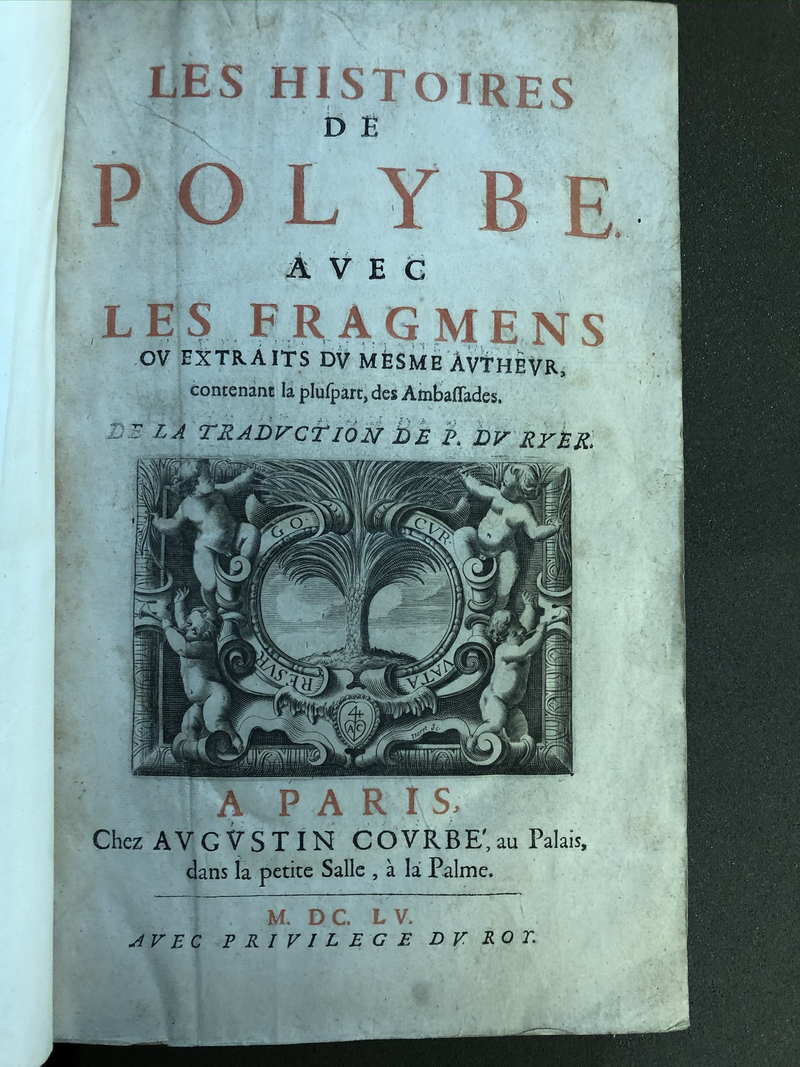 LES HISTOIRES
DE
POLYBE.
AVEC
LES FRAGMENS
OV EXTRAITS DV MESME AVTHEVR,
contenant la pluſpart, des Ambaſſades.
DE LA TRADVCTION DE P. DV RYER.
GO CVR
RESVR VATA
4
AC
A PARIS,
Chez AVGVSTIN COVRBE', au Palais,
dans la petite Salle, à la Palme.
M. DC. LV.
AVEC PRIVILEGE DV ROY.